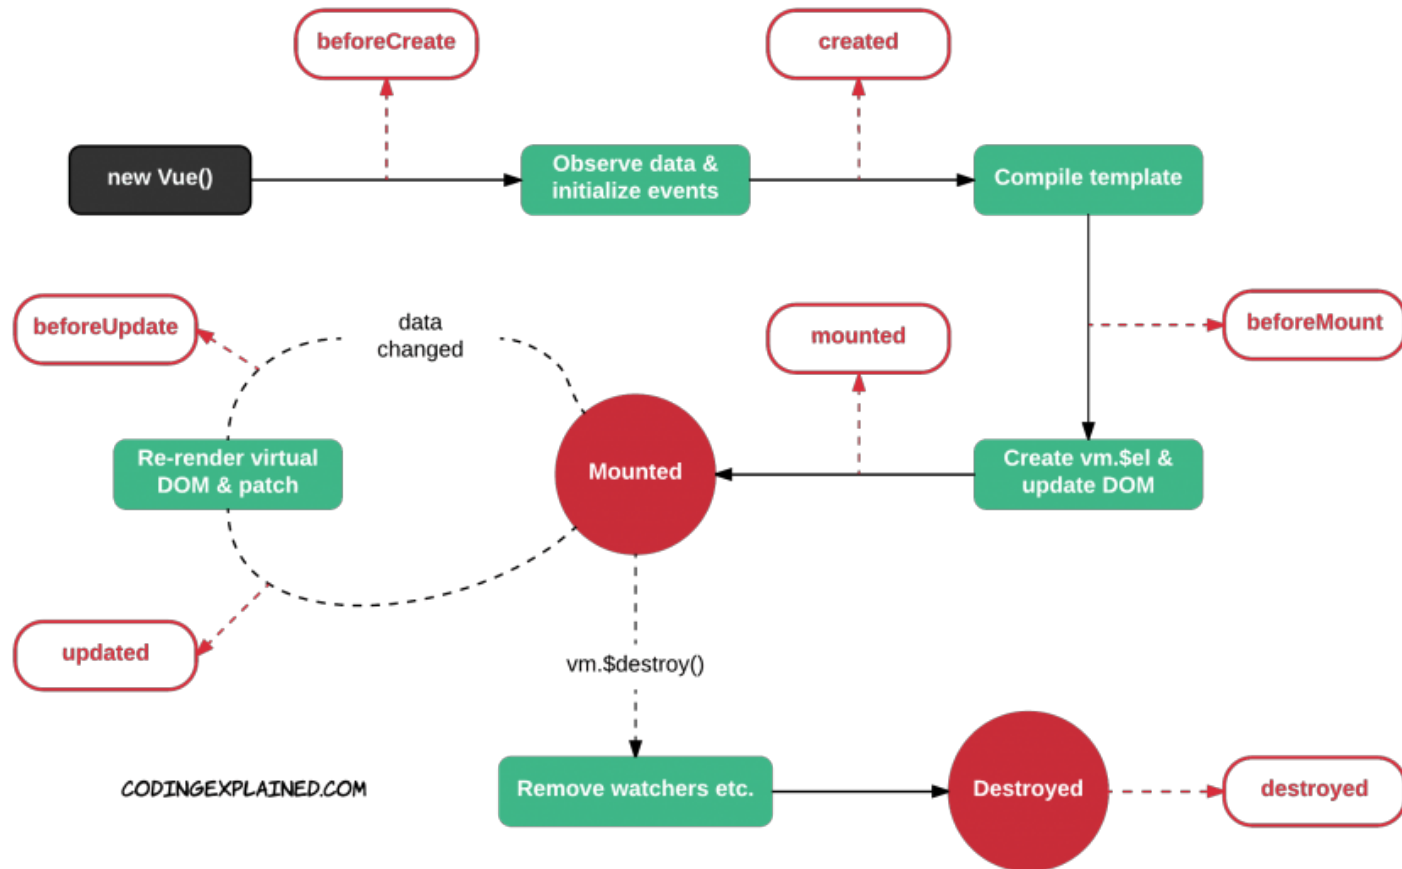 beforeCreate
created
new Vue()
Observe data &
initialize events
Compile template
beforeUpdate
data
changed
mounted
beforeMount
Re-render virtual
DOM & patch
Mounted
Create vm.$el &
update DOM
updated
vm.$destroy()
CODINGEXPLAINED.COM
Remove watchers etc.
Destroyed
destroyed